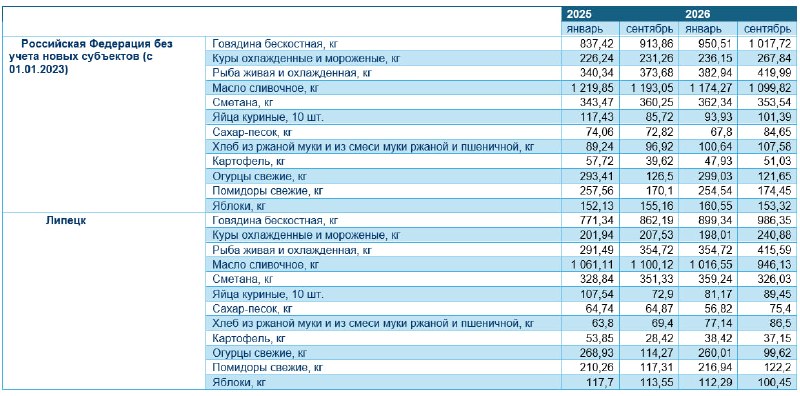 2025 2026
январь сентябрь январь сентябрь
Российская Федерация без учета новых субъектов (с 01.01.2023)
Говядина бескостная, кг 837,42 913,86 950,51 1 017,72
Куры охлажденные и мороженые, кг 226,24 231,26 236,15 267,84
Рыба живая и охлажденная, кг 340,34 373,68 382,94 419,99
Масло сливочное, кг 1 219,85 1 193,05 1 174,27 1 099,82
Сметана, кг 343,47 360,25 362,34 353,54
Яйца куриные, 10 шт. 117,43 85,72 93,93 101,39
Сахар-песок, кг 74,06 72,82 67,8 84,65
Хлеб из ржаной муки и из смеси муки ржаной и пшеничной, кг 89,24 96,92 100,64 107,58
Картофель, кг 57,72 39,62 47,93 51,03
Огурцы свежие, кг 293,41 126,5 299,03 121,65
Помидоры свежие, кг 257,56 170,1 254,54 174,45
Яблоки, кг 152,13 155,16 160,55 153,32
Липецк
Говядина бескостная, кг 771,34 862,19 899,34 986,35
Куры охлажденные и мороженые, кг 201,94 207,53 198,01 240,88
Рыба живая и охлажденная, кг 291,49 354,72 354,72 415,59
Масло сливочное, кг 1 061,11 1 100,12 1 016,55 946,13
Сметана, кг 328,84 351,33 359,24 326,03
Яйца куриные, 10 шт. 107,54 72,9 81,17 89,45
Сахар-песок, кг 64,74 64,87 56,82 75,4
Хлеб из ржаной муки и из смеси муки ржаной и пшеничной, кг 63,8 69,4 77,14 86,5
Картофель, кг 53,85 28,42 38,42 37,15
Огурцы свежие, кг 268,93 114,27 260,01 99,62
Помидоры свежие, кг 210,26 117,31 216,94 122,2
Яблоки, кг 117,7 113,55 112,29 100,45